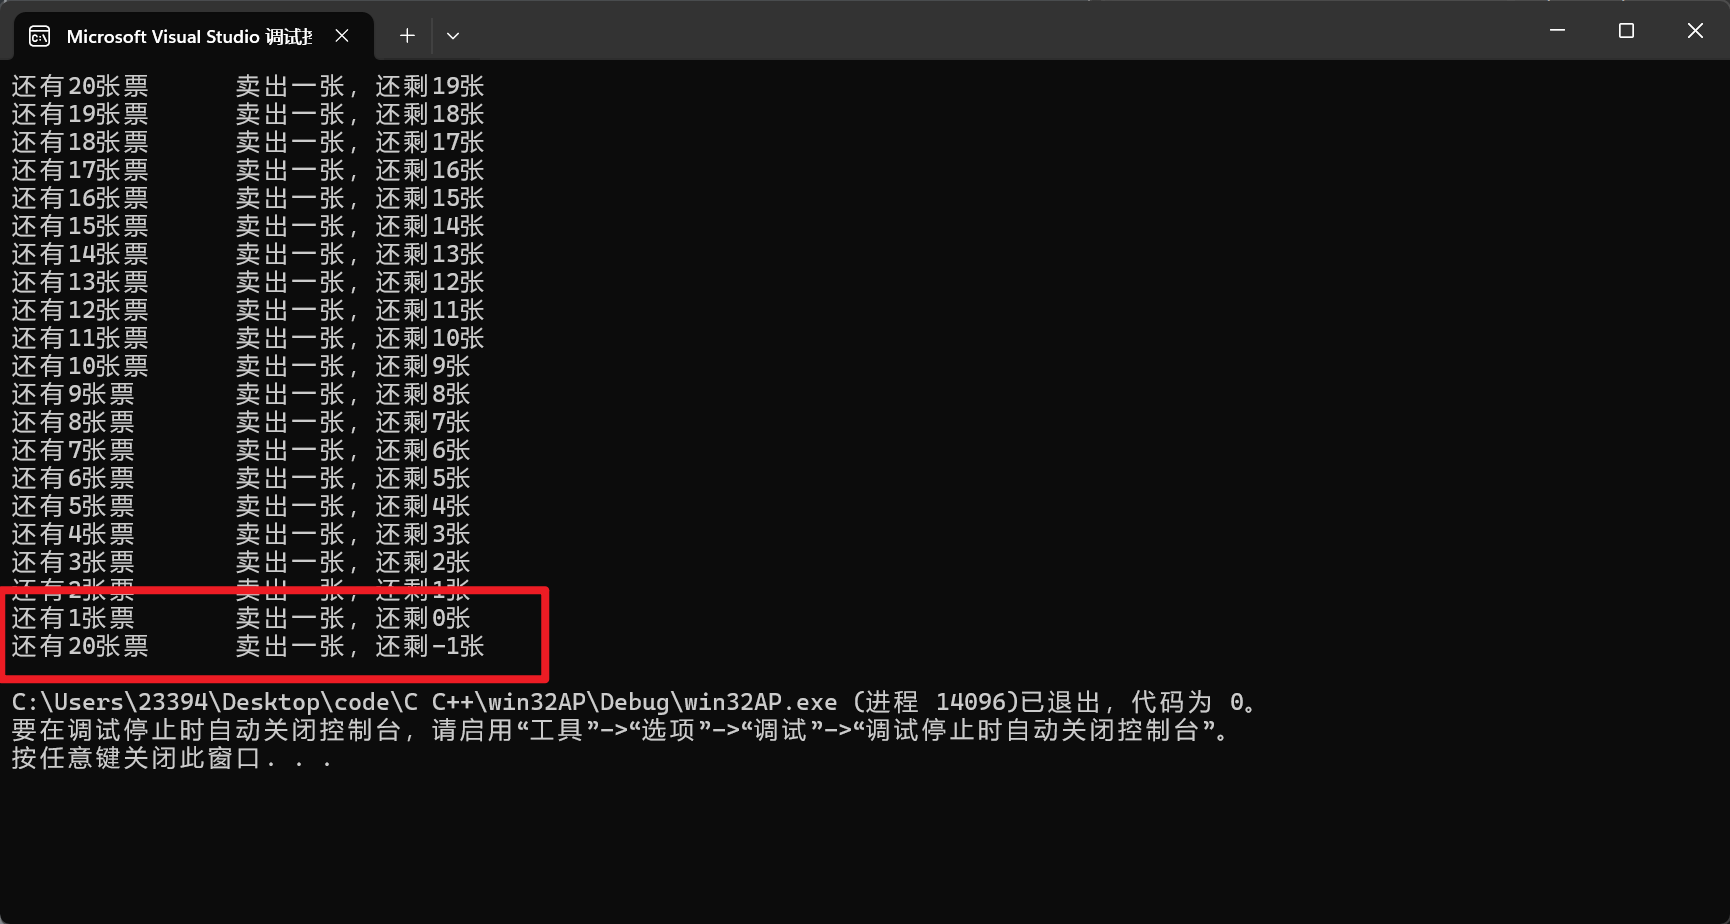 Microsoft Visual Studio 调试控
还有20张票      卖出一张, 还剩19张
还有19张票      卖出一张, 还剩18张
还有18张票      卖出一张, 还剩17张
还有17张票      卖出一张, 还剩16张
还有16张票      卖出一张, 还剩15张
还有15张票      卖出一张, 还剩14张
还有14张票      卖出一张, 还剩13张
还有13张票      卖出一张, 还剩12张
还有12张票      卖出一张, 还剩11张
还有11张票      卖出一张, 还剩10张
还有10张票      卖出一张, 还剩9张
还有9张票       卖出一张, 还剩8张
还有8张票       卖出一张, 还剩7张
还有7张票       卖出一张, 还剩6张
还有6张票       卖出一张, 还剩5张
还有5张票       卖出一张, 还剩4张
还有4张票       卖出一张, 还剩3张
还有3张票       卖出一张, 还剩2张
还有2张票       卖出一张, 还剩1张
还有1张票       卖出一张, 还剩0张
还有20张票      卖出一张, 还剩-1张
C:\Users\23394\Desktop\code\C C++\win32AP\Debug\win32AP.exe (进程 14096)已退出，代码为 0。
要在调试停止时自动关闭控制台，请启用“工具”->“选项”->“调试”->“调试停止时自动关闭控制台”。
按任意键关闭此窗口. . .